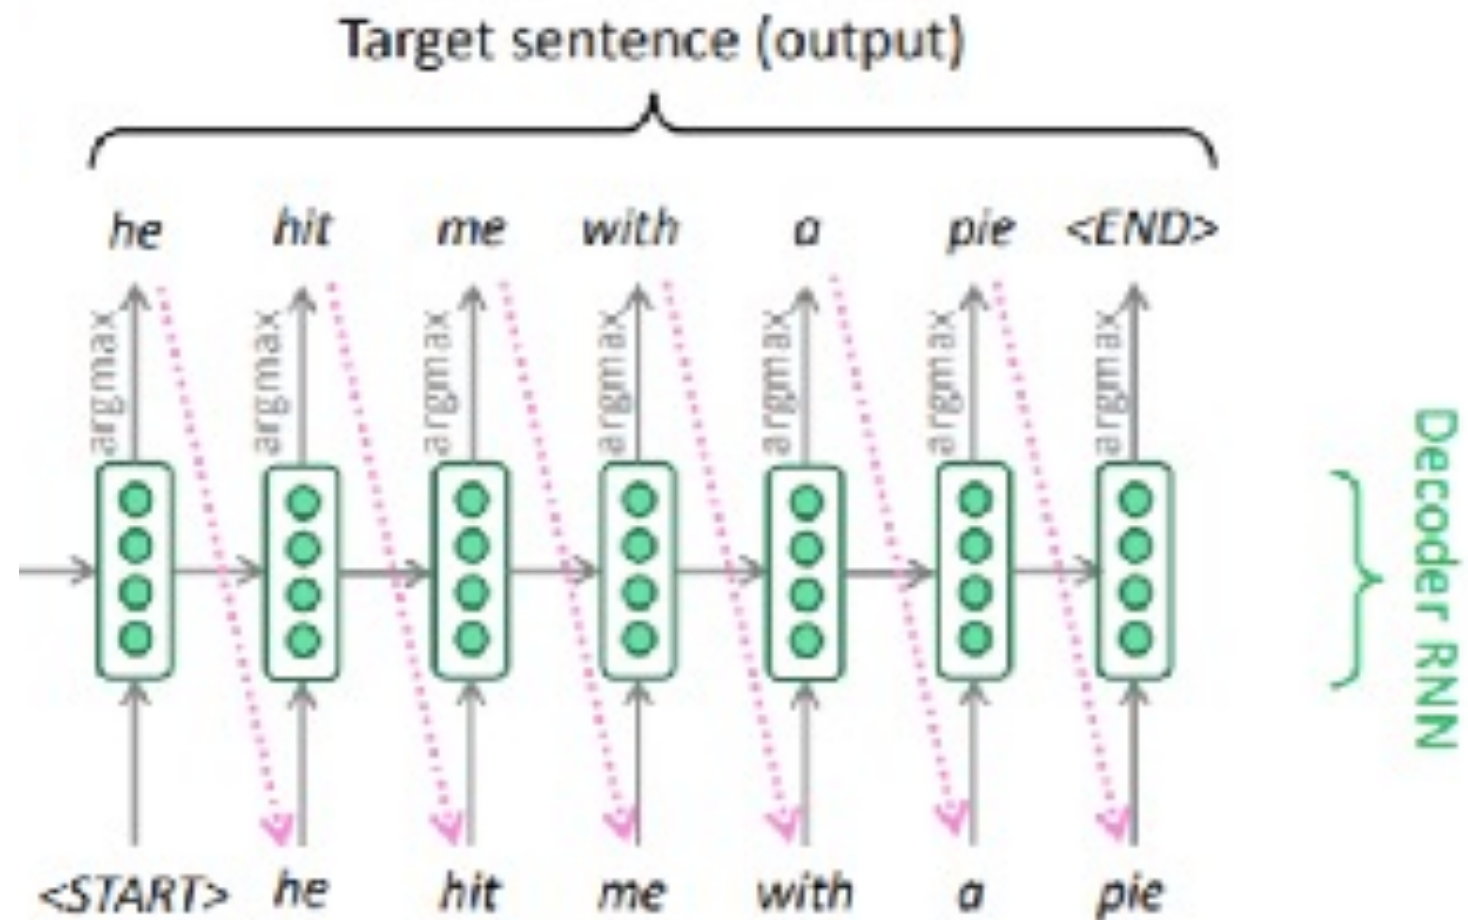 Target sentence (output)
he hit me with a pie <END>
argmax argmax argmax argmax argmax argmax argmax
Decoder RNN
<START> he hit me with a pie